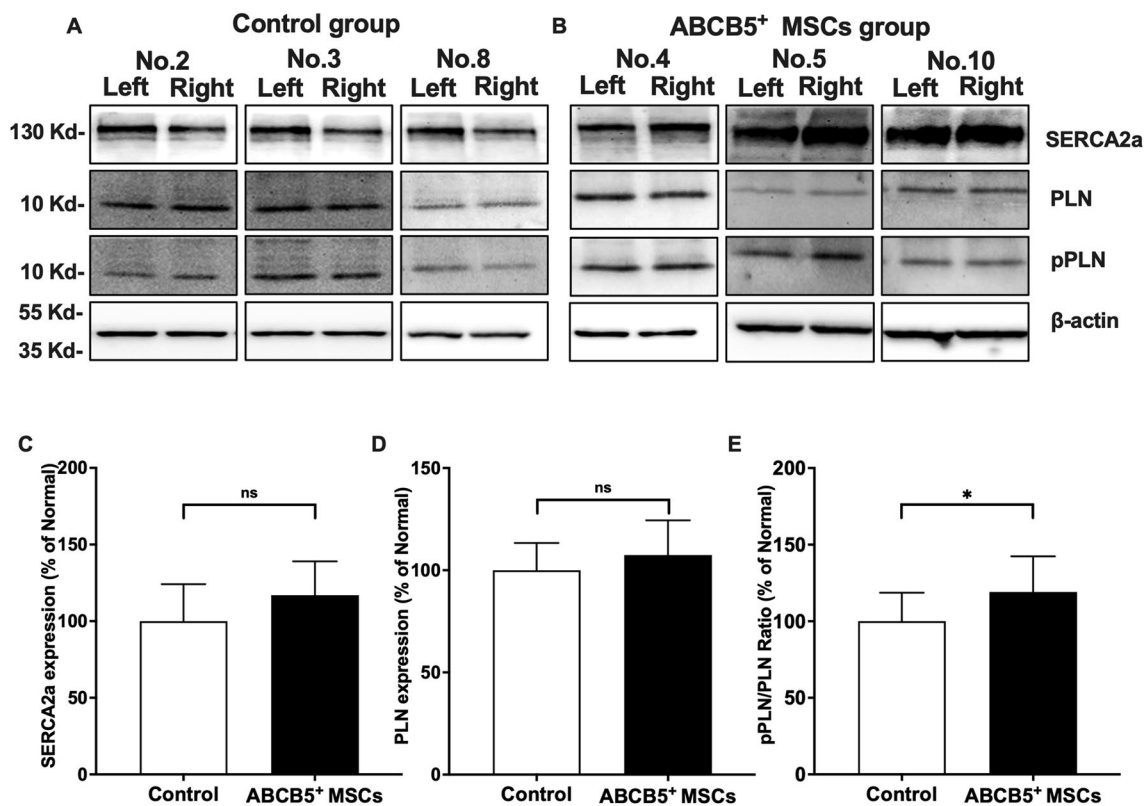 A Control group
B ABCB5⁺ MSCs group
No.2 No.3 No.8 No.4 No.5 No.10
Left Right Left Right Left Right Left Right Left Right Left Right
130 Kd- SERCA2a
10 Kd- PLN
10 Kd- pPLN
55 Kd-
β-actin
35 Kd-
C
SERCA2a expression (% of Normal)
200
150
100
50
0
ns
Control ABCB5⁺ MSCs
D
PLN expression (% of Normal)
150
100
50
0
ns
Control ABCB5⁺ MSCs
E
pPLN/PLN Ratio (% of Normal)
200
150
100
50
0
*
Control ABCB5⁺ MSCs